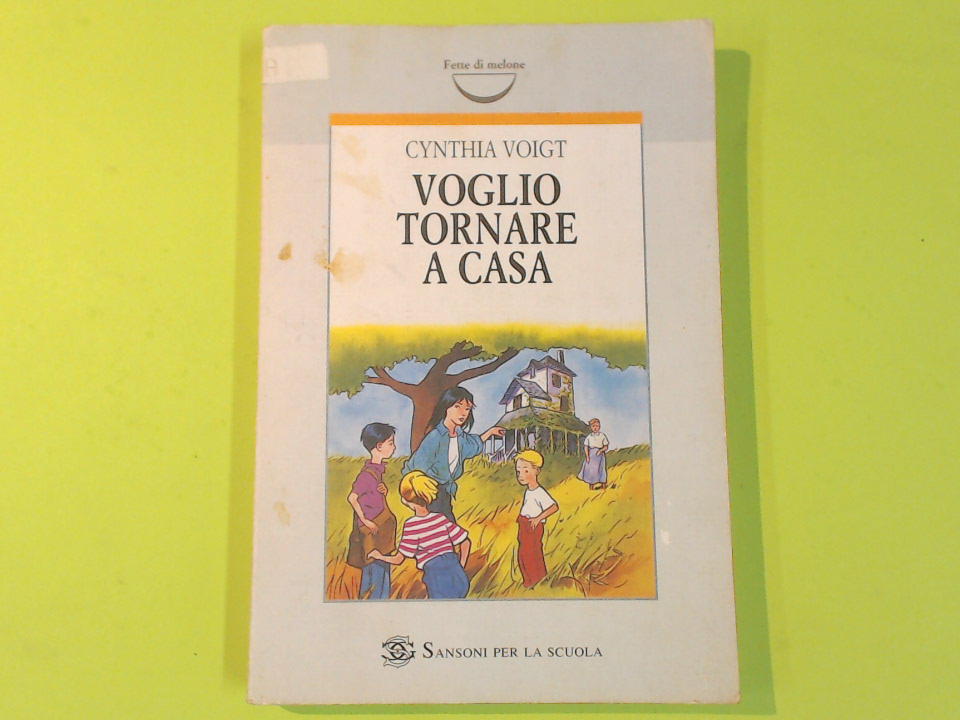 A
Fette di melone
CYNTHIA VOIGT
VOGLIO
TORNARE
A CASA
SANSONI PER LA SCUOLA